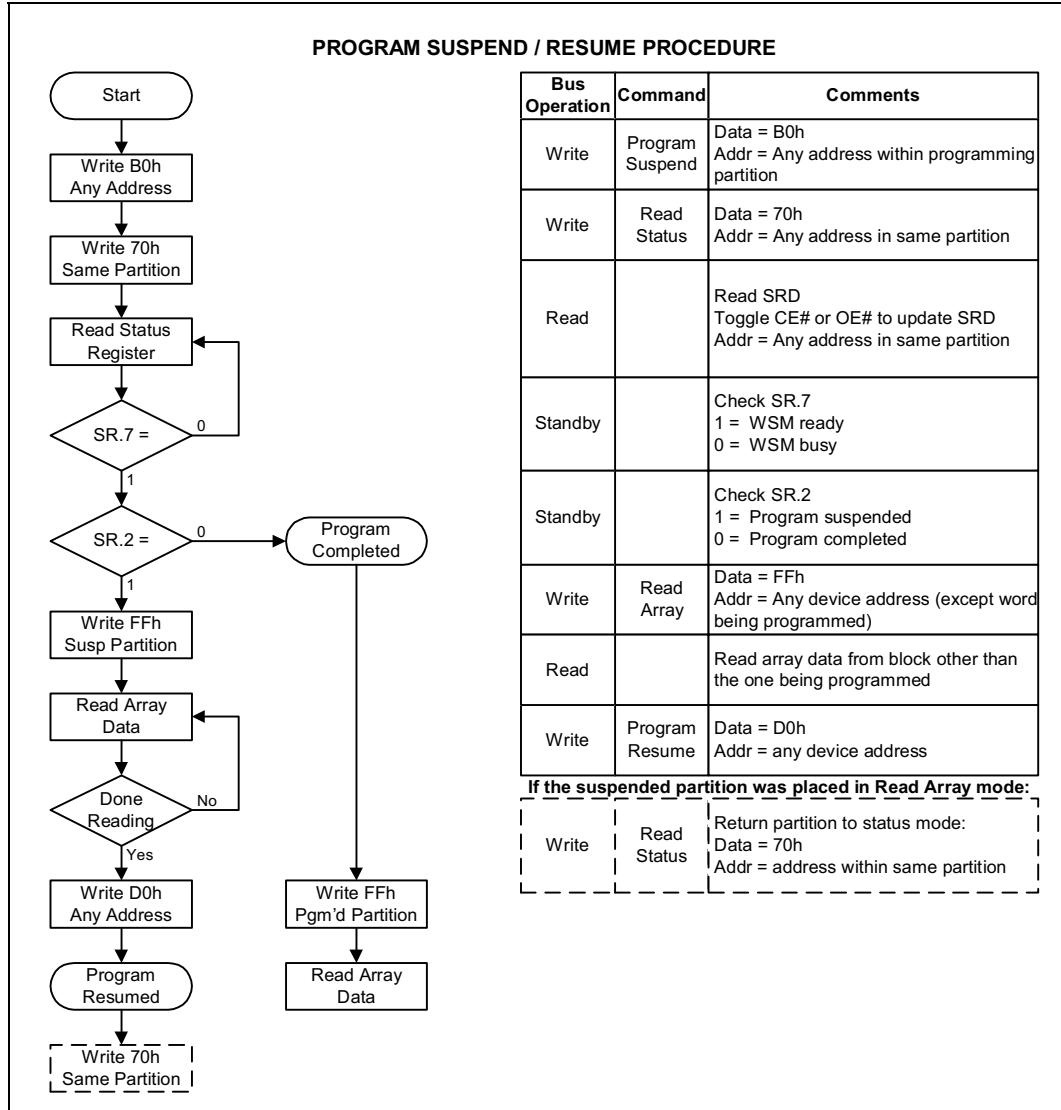 PROGRAM SUSPEND / RESUME PROCEDURE
Start
Write B0h
Any Address
Write 70h
Same Partition
Read Status
Register
SR.7 =
0
1
SR.2 =
0
1
Program
Completed
Write FFh
Susp Partition
Read Array
Data
Done
Reading
No
Yes
Write D0h
Any Address
Program
Resumed
Write 70h
Same Partition
Write FFh
Pgm'd Partition
Read Array
Data
Bus
Operation
Command
Comments
Write
Program
Suspend
Data = B0h
Addr = Any address within programming
partition
Write
Read
Status
Data = 70h
Addr = Any address in same partition
Read
Read SRD
Toggle CE# or OE# to update SRD
Addr = Any address in same partition
Standby
Check SR.7
1 = WSM ready
0 = WSM busy
Standby
Check SR.2
1 = Program suspended
0 = Program completed
Write
Read
Array
Data = FFh
Addr = Any device address (except word
being programmed)
Read
Read array data from block other than
the one being programmed
Write
Program
Resume
Data = D0h
Addr = any device address
If the suspended partition was placed in Read Array mode:
Write
Read
Status
Return partition to status mode:
Data = 70h
Addr = address within same partition